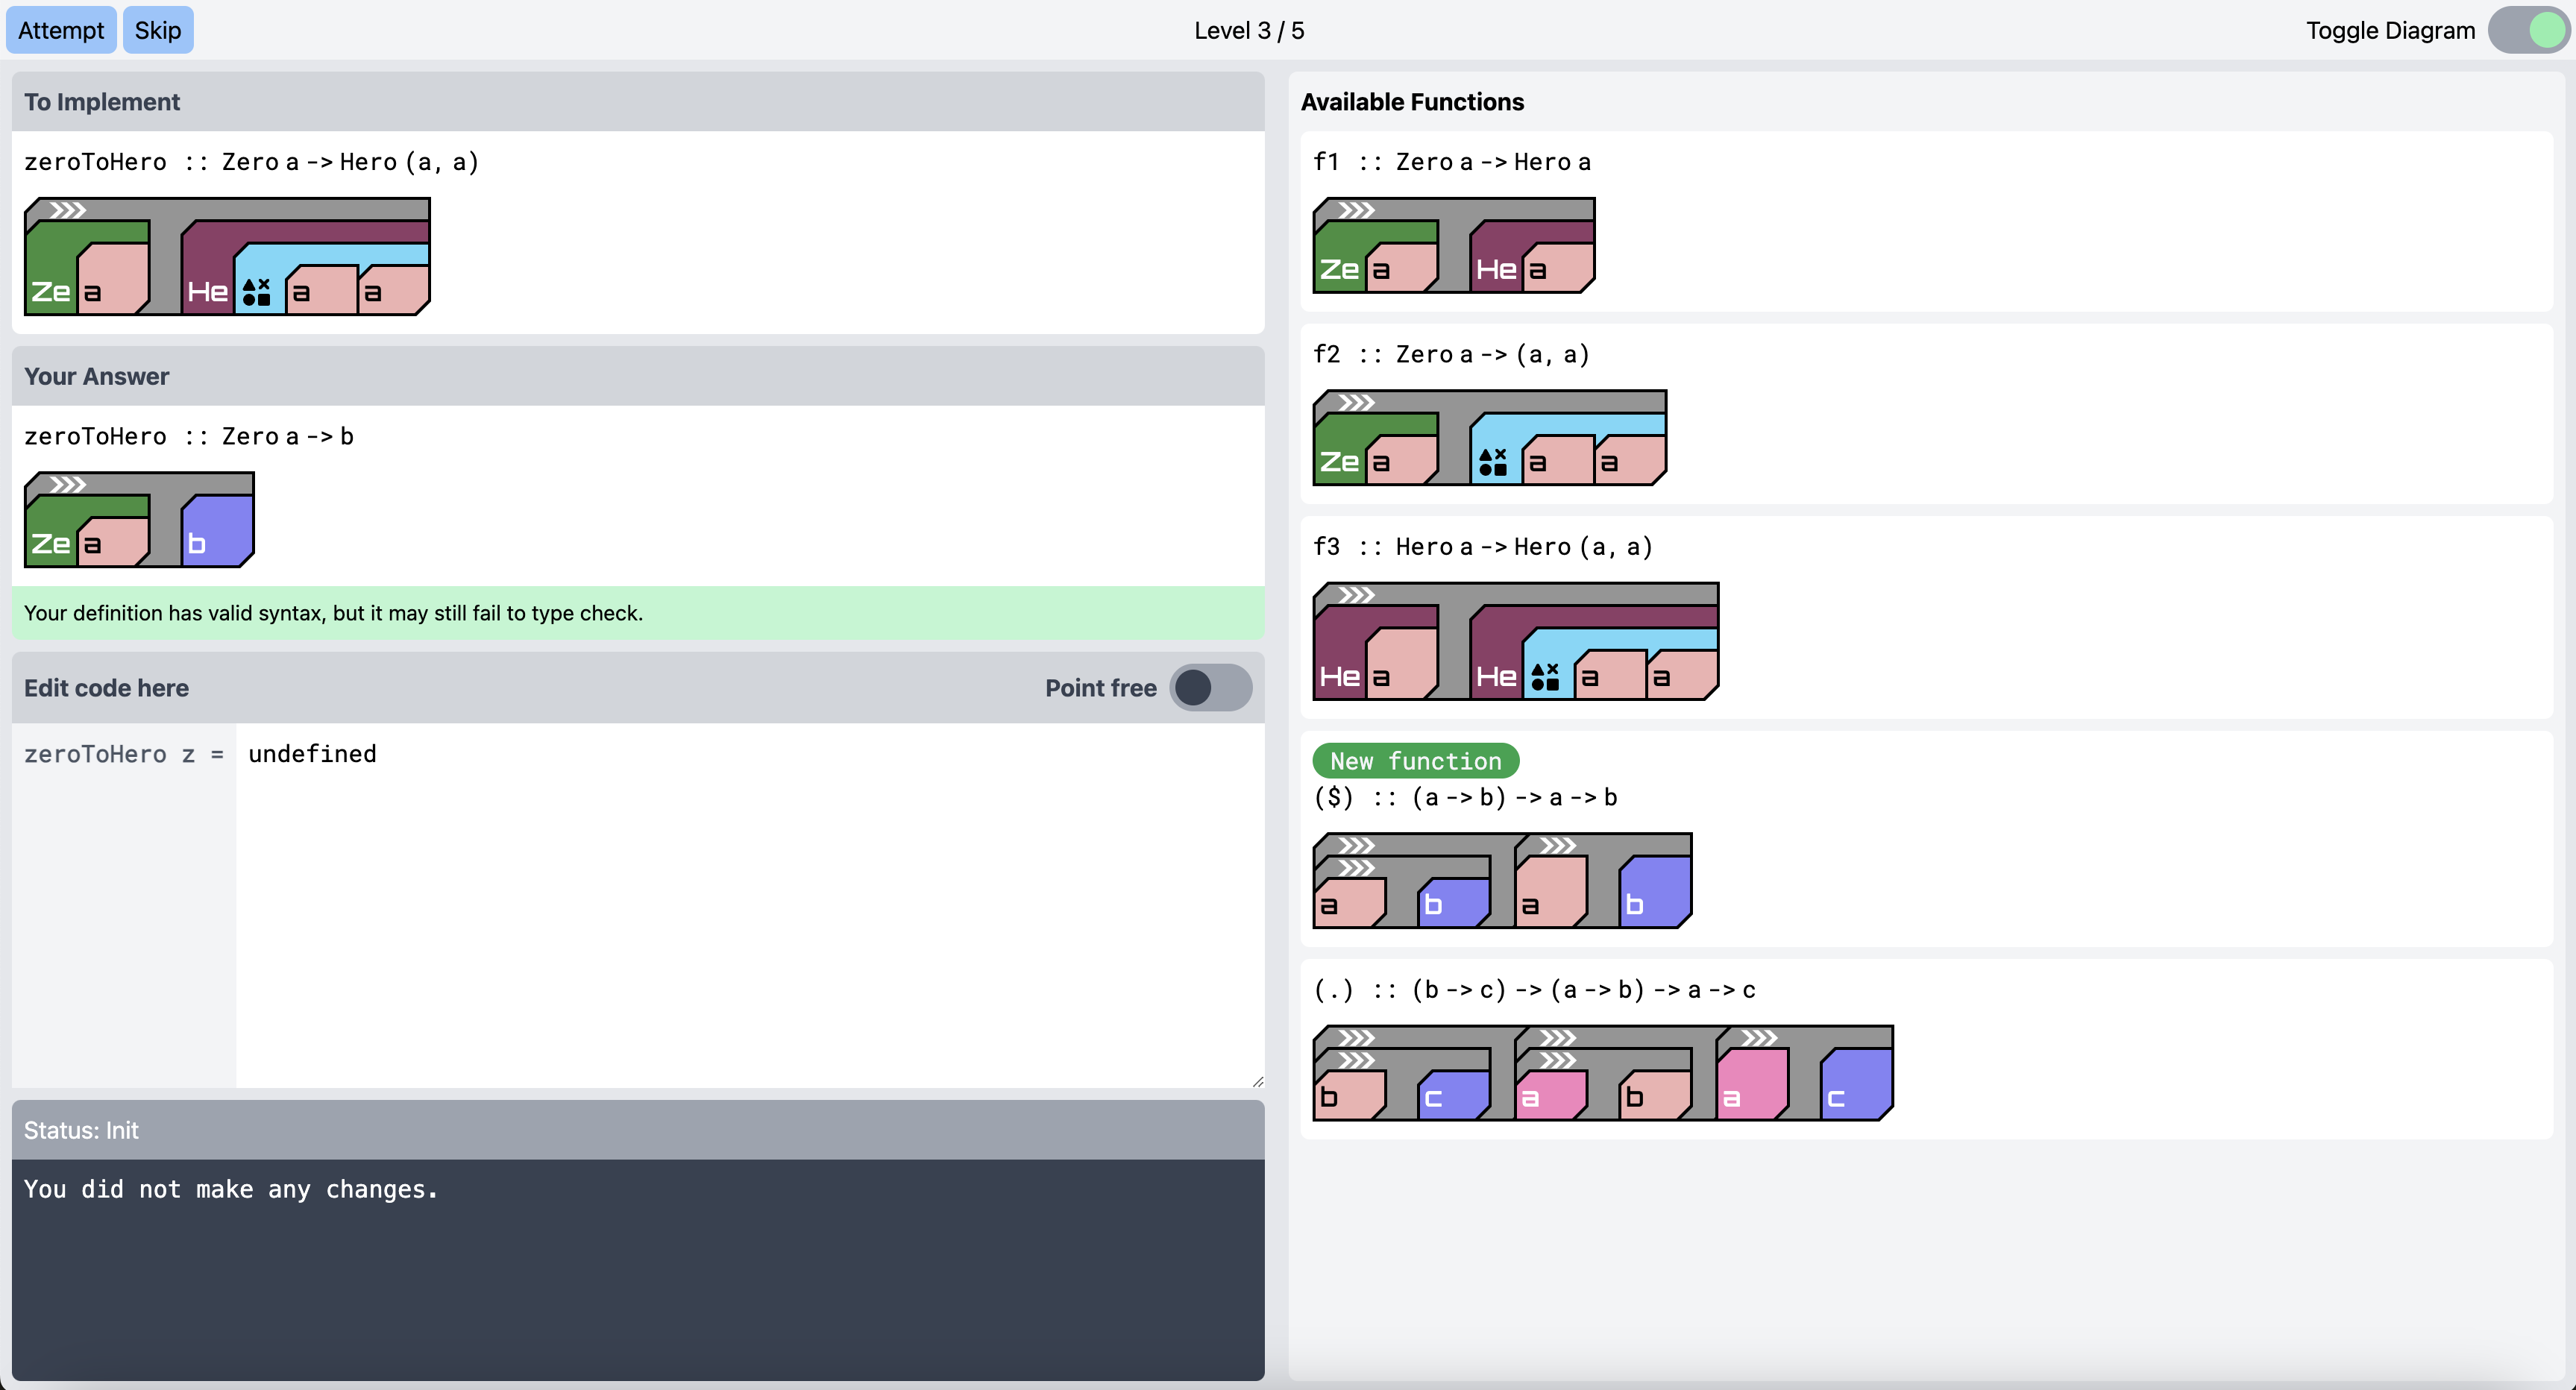 Attempt Skip Level 3 / 5 Toggle Diagram
To Implement
zeroToHero :: Zero a -> Hero (a, a)
Ze a He a a
Your Answer
zeroToHero :: Zero a -> b
Ze a b
Your definition has valid syntax, but it may still fail to type check.
Edit code here Point free
zeroToHero z = undefined
Status: Init
You did not make any changes.
Available Functions
f1 :: Zero a -> Hero a
Ze a He a
f2 :: Zero a -> (a, a)
Ze a a a
f3 :: Hero a -> Hero (a, a)
He a He a a
New function
($) :: (a -> b) -> a -> b
a b a b
(.) :: (b -> c) -> (a -> b) -> a -> c
b c a b a c